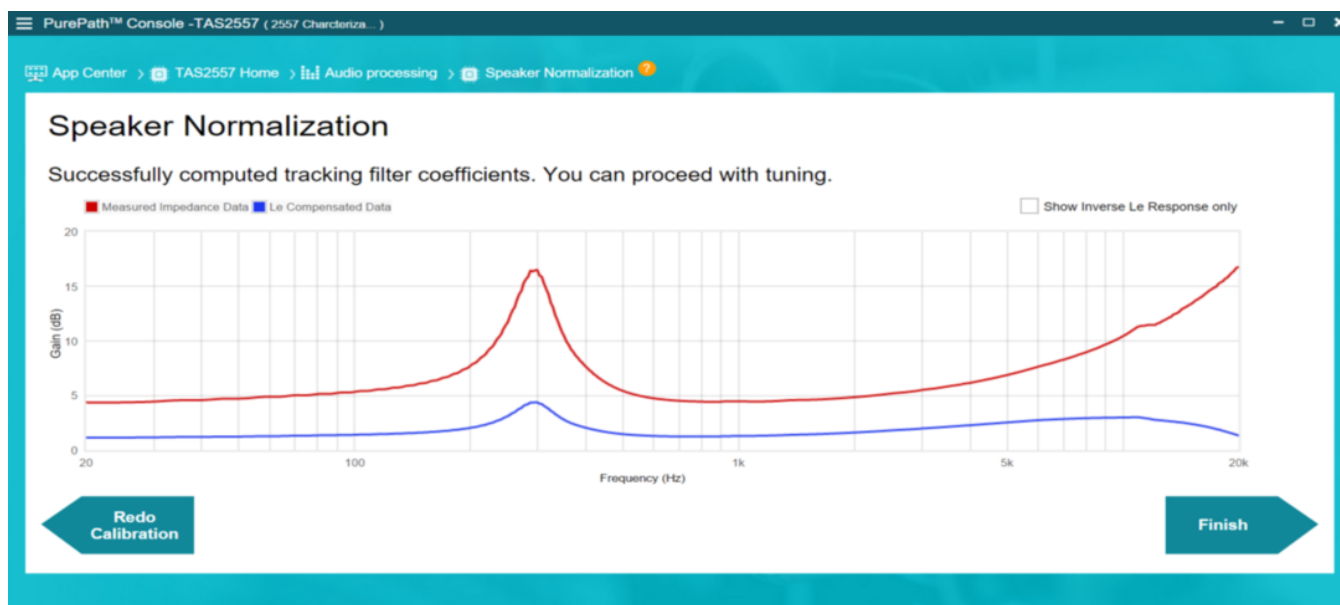 PurePath™ Console -TAS2557 ( 2557 Charcteriza... )
App Center > TAS2557 Home > Audio processing > Speaker Normalization ?
Speaker Normalization
Successfully computed tracking filter coefficients. You can proceed with tuning.
Measured Impedance Data Le Compensated Data Show Inverse Le Response only
20
15
10
5
0
Gain (dB)
20 100 1k 5k 20k
Frequency (Hz)
Redo
Calibration
Finish